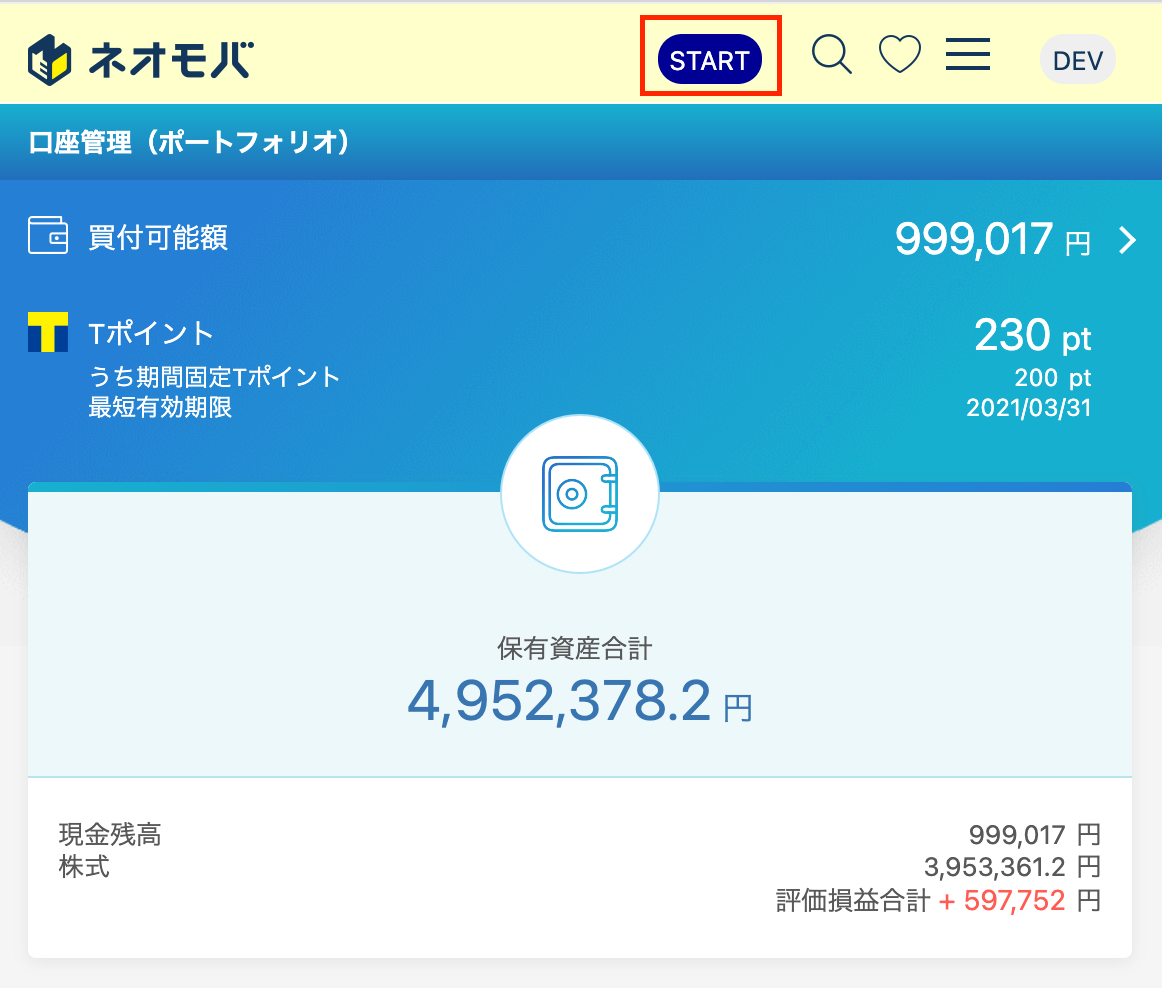 ネオモバ START DEV
口座管理（ポートフォリオ）
買付可能額 999,017 円
Tポイント 230 pt
うち期間固定Tポイント 200 pt
最短有効期限 2021/03/31
保有資産合計
4,952,378.2 円
現金残高 999,017 円
株式 3,953,361.2 円
評価損益合計 + 597,752 円